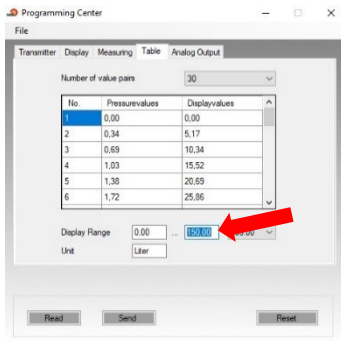 Programming Center
File
Transmitter Display Measuring Table Analog Output
Number of value pairs 30
No. Pressurevalues Displayvalues
1 0,00 0,00
2 0,34 5,17
3 0,69 10,34
4 1,03 15,52
5 1,38 20,69
6 1,72 25,86
Display Range 0.00 ... 150.00
Unit Liter
Read Send Reset